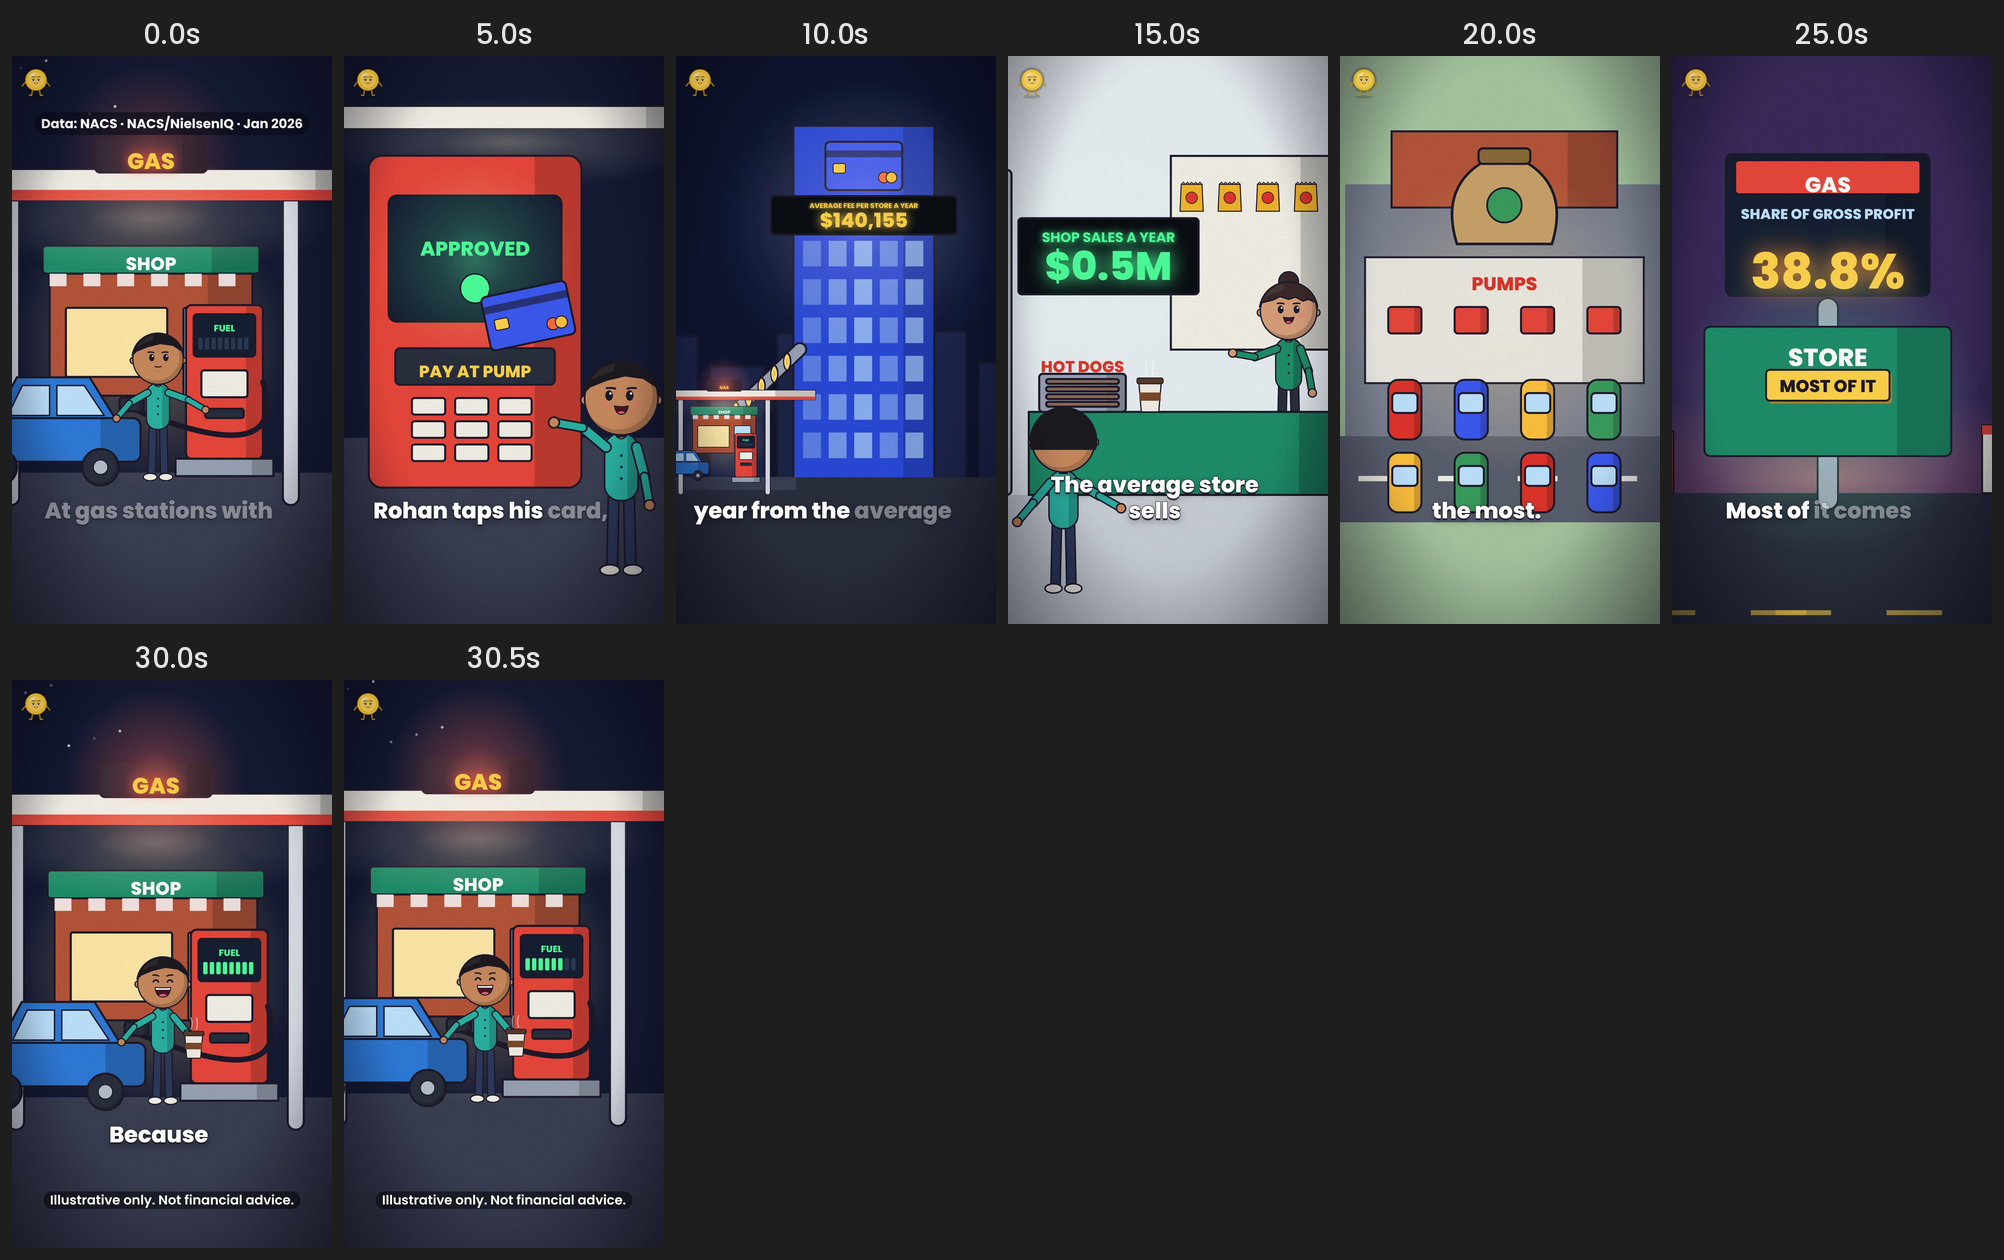 0.0s
5.0s
10.0s
15.0s
20.0s
25.0s
Data: NACS · NACS/NielsenIQ · Jan 2026
GAS
SHOP
FUEL
At gas stations with
APPROVED
PAY AT PUMP
Rohan taps his card,
AVERAGE FEE PER STORE A YEAR
$140,155
GAS
SHOP
FUEL
year from the average
SHOP SALES A YEAR
$0.5M
HOT DOGS
The average store
sells
PUMPS
the most.
GAS
SHARE OF GROSS PROFIT
38.8%
STORE
MOST OF IT
Most of it comes
30.0s
30.5s
GAS
SHOP
FUEL
Because
Illustrative only. Not financial advice.
GAS
SHOP
FUEL
Illustrative only. Not financial advice.